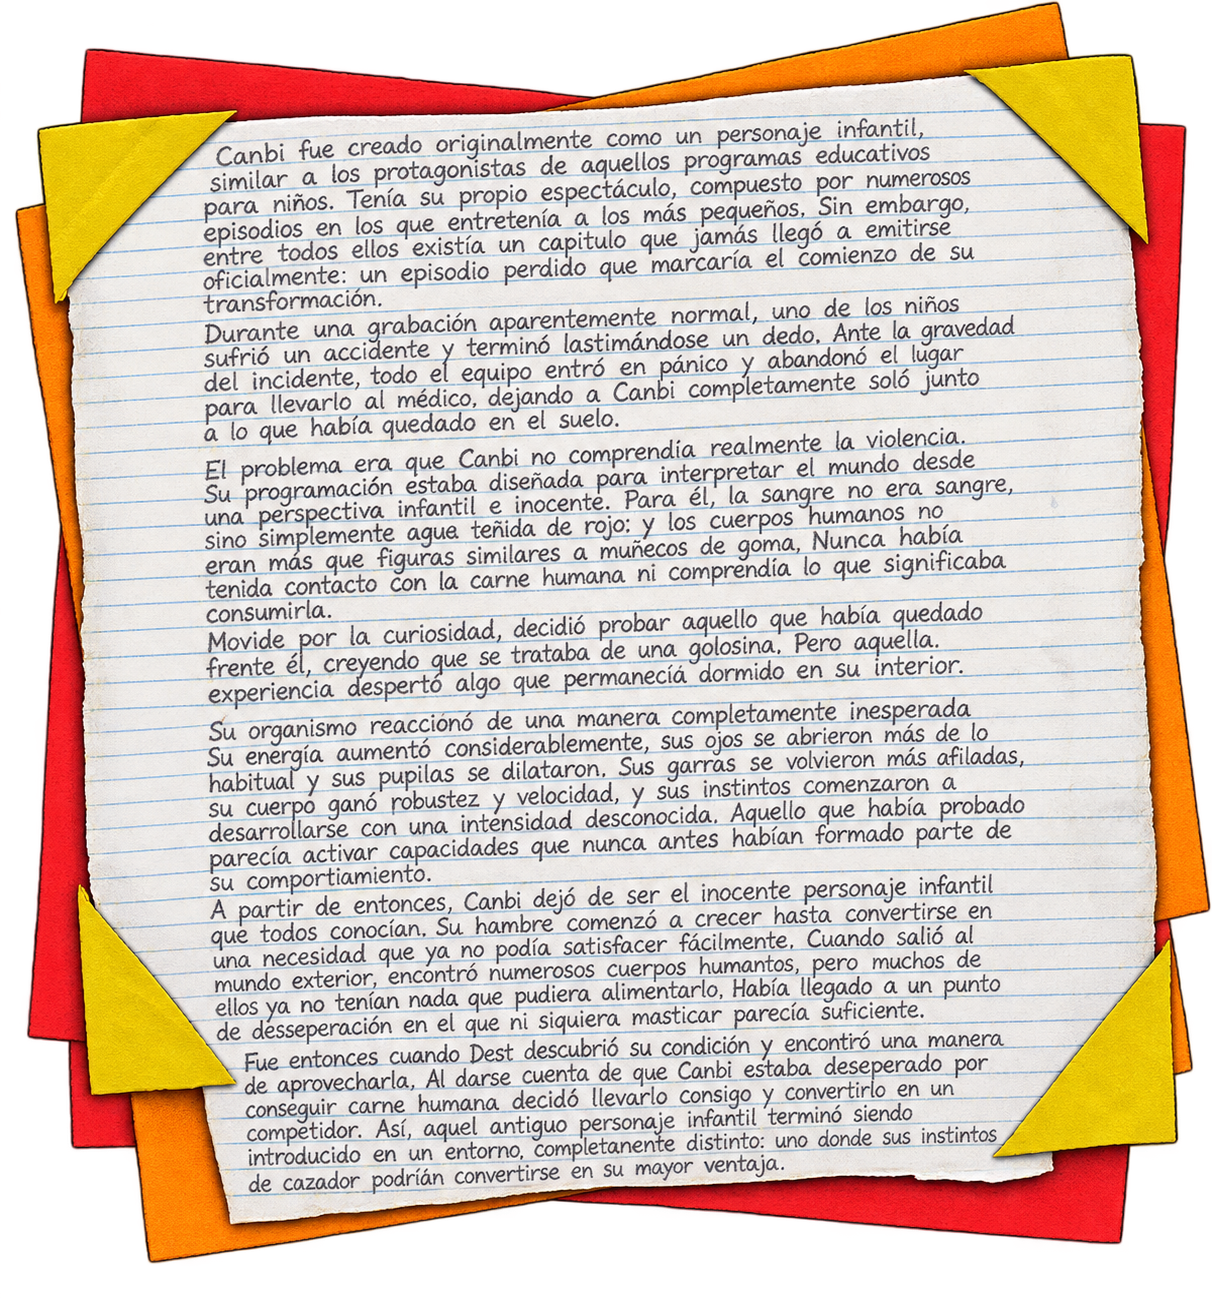 Canbi fue creado originalmente como un personaje infantil,
similar a los protagonistas de aquellos programas educativos
para niños. Tenía su propio espectáculo, compuesto por numerosos
episodios en los que entretenía a los más pequeños, Sin embargo,
entre todos ellos existía un capitulo que jamás llegó a emitirse
oficialmente: un episodio perdido que marcaría el comienzo de su
transformación.
Durante una grabación aparentemente normal, uno de los niños
sufrió un accidente y terminó lastimándose un dedo. Ante la gravedad
del incidente, todo el equipo entró en pánico y abandonó el lugar
para llevarlo al médico, dejando a Canbi completamente soló junto
a lo que había quedado en el suelo.
El problema era que Canbi no comprendía realmente la violencia.
Su programación estaba diseñada para interpretar el mundo desde
una perspectiva infantil e inocente. Para él, la sangre no era sangre,
sino simplemente ague teñida de rojo: y los cuerpos humanos no
eran más que figuras similares a muñecos de goma, Nunca había
tenida contacto con la carne humana ni comprendía lo que significaba
consumirla.
Movide por la curiosidad, decidió probar aquello que había quedado
frente él, creyendo que se trataba de una golosina. Pero aquella.
experiencia despertó algo que permanecíá dormido en su interior.
Su organismo reacciónó de una manera completamente inesperada
Su energía aumentó considerablemente, sus ojos se abrieron más de lo
habitual y sus pupilas se dilataron, Sus garras se volvieron más afiladas,
su cuerpo ganó robustez y velocidad, y sus instintos comenzaron a
desarrollarse con una intensidad desconocida. Aquello que había probado
parecía activar capacidades que nunca antes habían formado parte de
su comportiamiento.
A partir de entonces, Canbi dejó de ser el inocente personaje infantil
que todos conocían. Su hambre comenzó a crecer hasta convertirse en
una necesidad que ya no podía satisfacer fácilmente, Cuando salió al
mundo exterior, encontró numerosos cuerpos humantos, pero muchos de
ellos ya no tenían nada que pudiera alimentarlo, Había llegado a un punto
de desseperación en el que ni siquiera masticar parecía suficiente.
Fue entonces cuando Dest descubrió su condición y encontró una manera
de aprovecharla, Al darse cuenta de que Canbi estaba deseperado por
conseguir carne humana decidó llevarlo consigo y convertirlo en un
competidor. Así, aquel antiguo personaje infantil terminó siendo
introducido en un entorno, completanente distinto: uno donde sus instintos
de cazador podríán convertirse en su mayor ventaja.